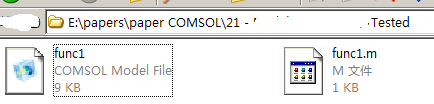 E:\papers\paper COMSOL\21 - Tested
func1
COMSOL Model File
9 KB
func1.m
M 文件
1 KB